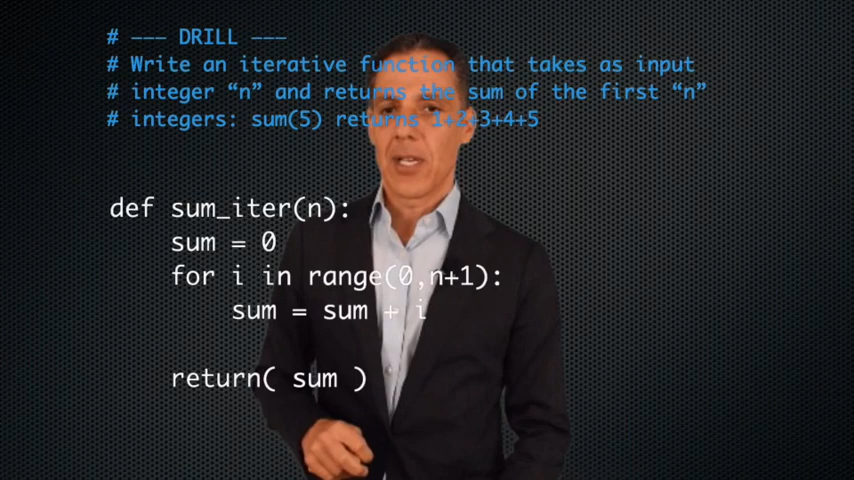 # ––– DRILL –––
# Write an iterative function that takes as input
# integer “n” and returns the sum of the first “n”
# integers: sum(5) returns 1+2+3+4+5
def sum_iter(n):
    sum = 0
    for i in range(0,n+1):
        sum = sum + i
    return( sum )